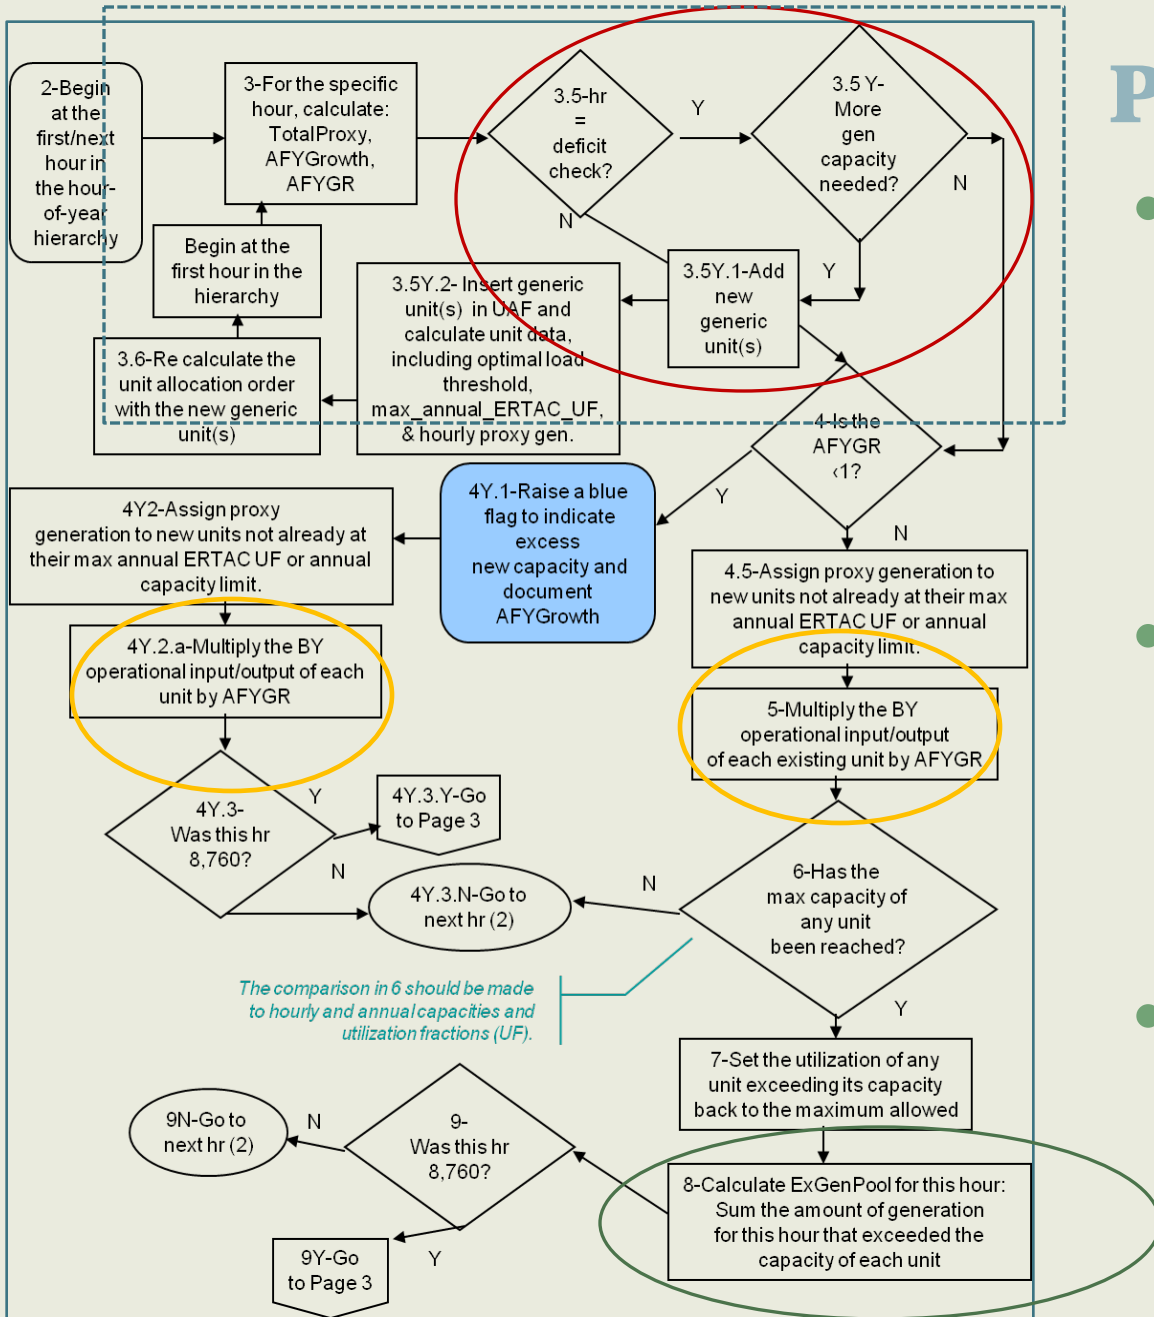 2-Begin
at the
first/next
hour in
the hour-
of-year
hierarchy
3-For the specific
hour, calculate:
TotalProxy,
AFYGrowth,
AFYGR
3.5-hr
=
deficit
check?
Y
N
3.5 Y-
More
gen
capacity
needed?
N
Y
P
Begin at the
first hour in the
hierarchy
3.5Y.2- Insert generic
unit(s) in UAF and
calculate unit data,
including optimal load
threshold,
max_annual_ERTAC_UF,
& hourly proxy gen.
3.5Y.1-Add
new
generic
unit(s)
3.6-Re calculate the
unit allocation order
with the new generic
unit(s)
4-Is the
AFYGR
<1?
Y
N
4Y.1-Raise a blue
flag to indicate
excess
new capacity and
document
AFYGrowth
4Y2-Assign proxy
generation to new units not already at
their max annual ERTAC UF or annual
capacity limit.
4.5-Assign proxy generation to
new units not already at their max
annual ERTAC UF or annual
capacity limit.
4Y.2.a-Multiply the BY
operational input/output of each
unit by AFYGR
5-Multiply the BY
operational input/output
of each existing unit by AFYGR
4Y.3-
Was this hr
8,760?
Y
N
4Y.3.Y-Go
to Page 3
4Y.3.N-Go to
next hr (2)
6-Has the
max capacity of
any unit
been reached?
N
Y
The comparison in 6 should be made
to hourly and annual capacities and
utilization fractions (UF).
7-Set the utilization of any
unit exceeding its capacity
back to the maximum allowed
8-Calculate ExGenPool for this hour:
Sum the amount of generation
for this hour that exceeded the
capacity of each unit
9-
Was this hr
8,760?
N
Y
9N-Go to
next hr (2)
9Y-Go
to Page 3